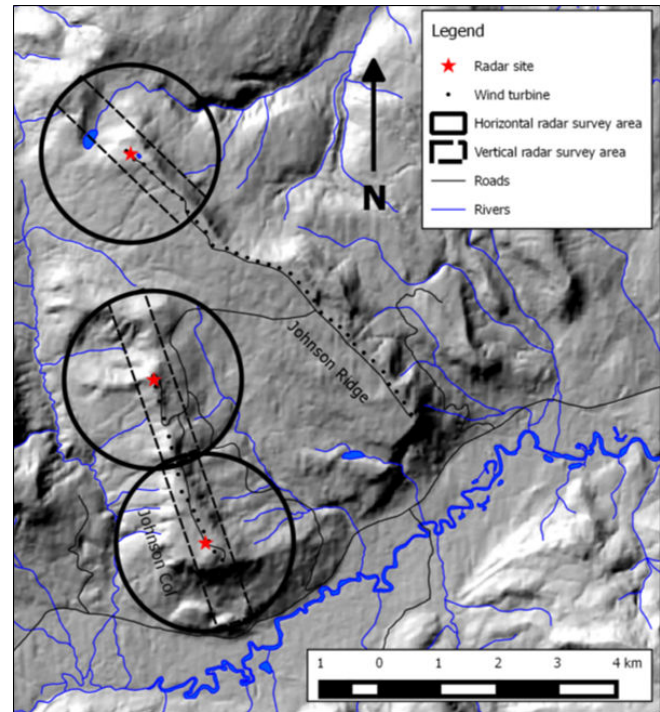 Legend
Radar site
Wind turbine
Horizontal radar survey area
Vertical radar survey area
Roads
Rivers
N
Johnson Ridge
Johnson Col
1 0 1 2 3 4 km